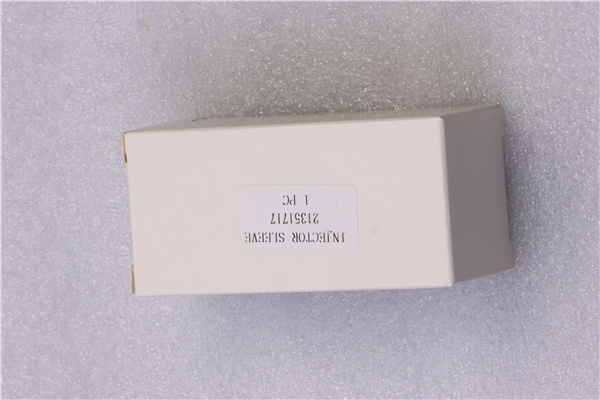 INJECTOR SLEEVE
21351717
1 PC